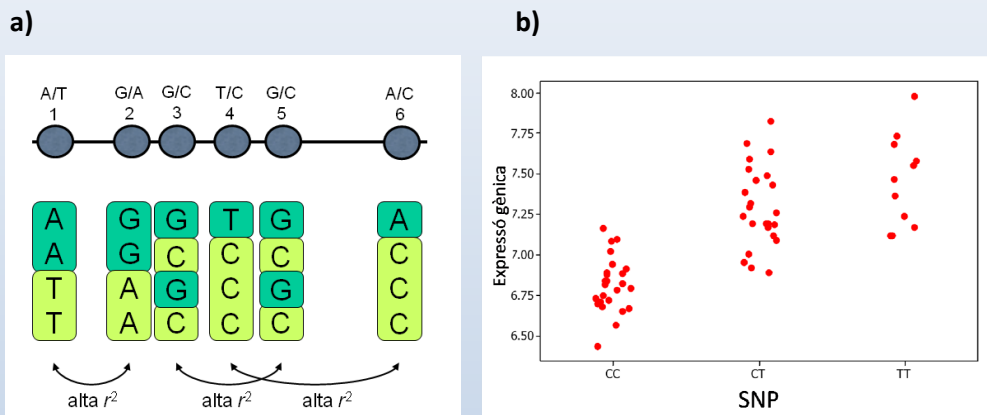 a)
A/T G/A G/C T/C G/C A/C
1 2 3 4 5 6
A G G T G A
A G C C C C
T A G C G C
T A C C C C
alta r² alta r² alta r²
b)
Expressó gènica
8.00
7.75
7.50
7.25
7.00
6.75
6.50
CC CT TT
SNP